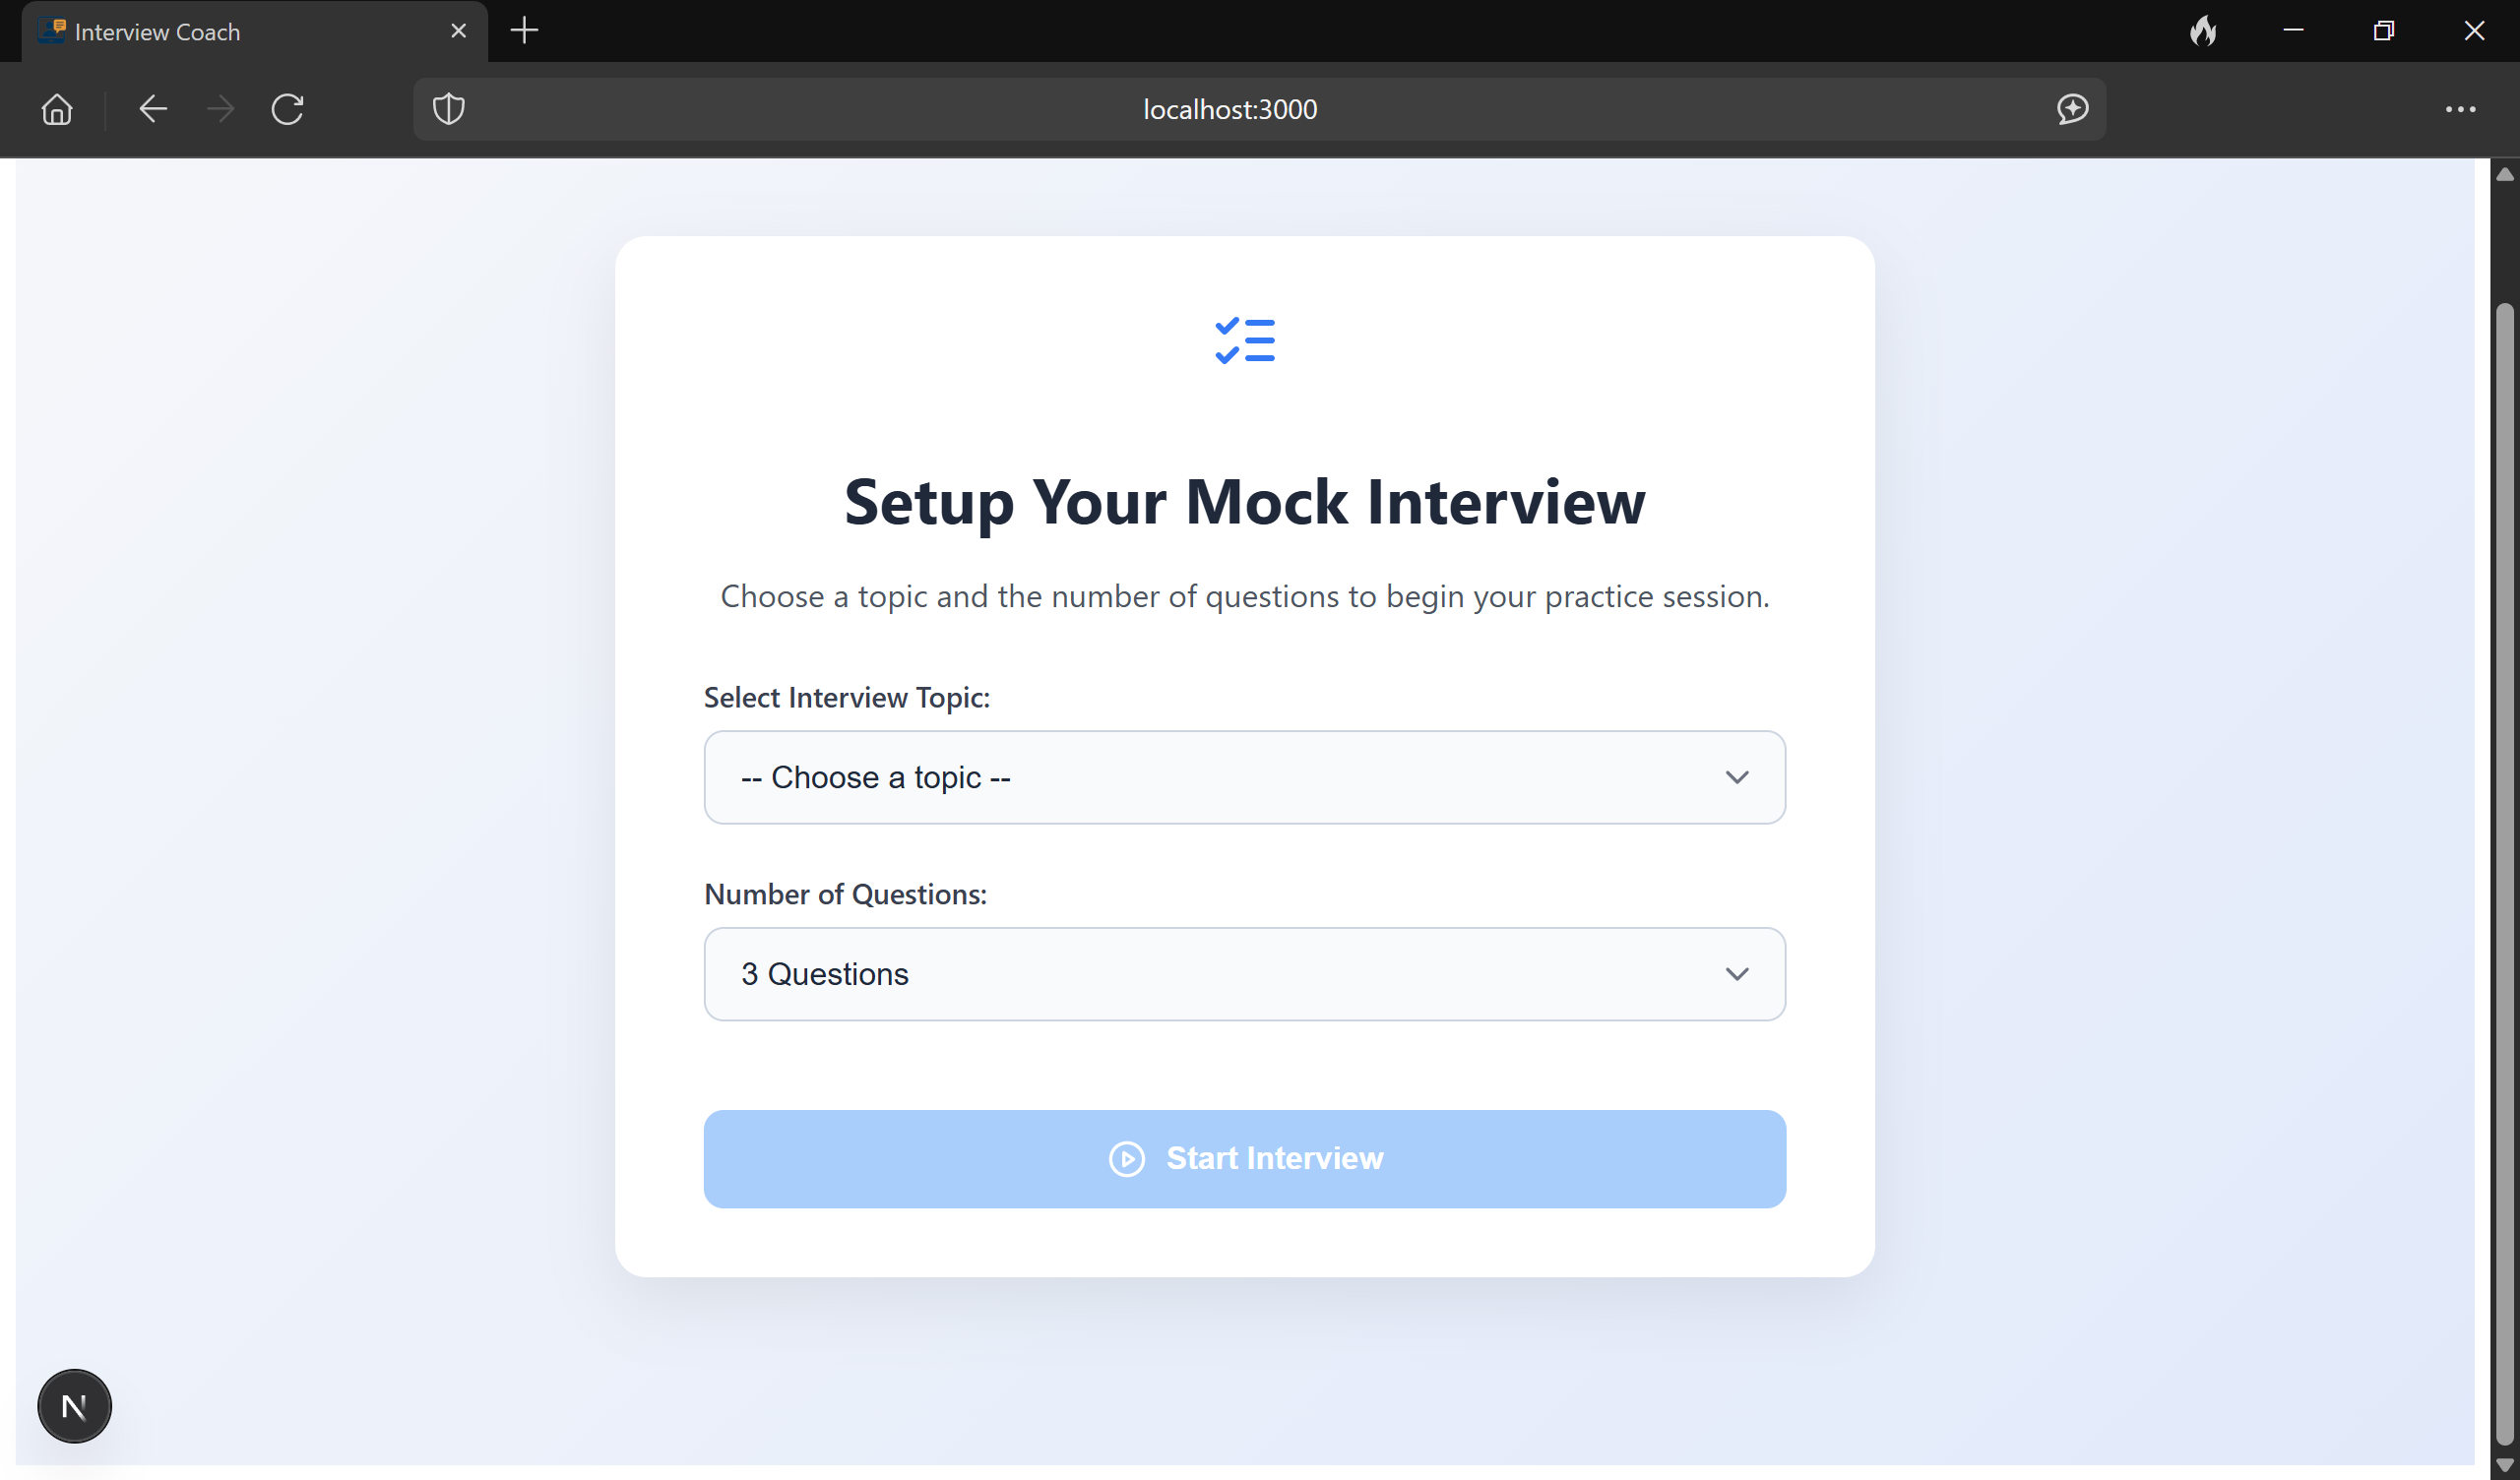 Interview Coach
localhost:3000
Setup Your Mock Interview
Choose a topic and the number of questions to begin your practice session.
Select Interview Topic:
-- Choose a topic --
Number of Questions:
3 Questions
Start Interview
N